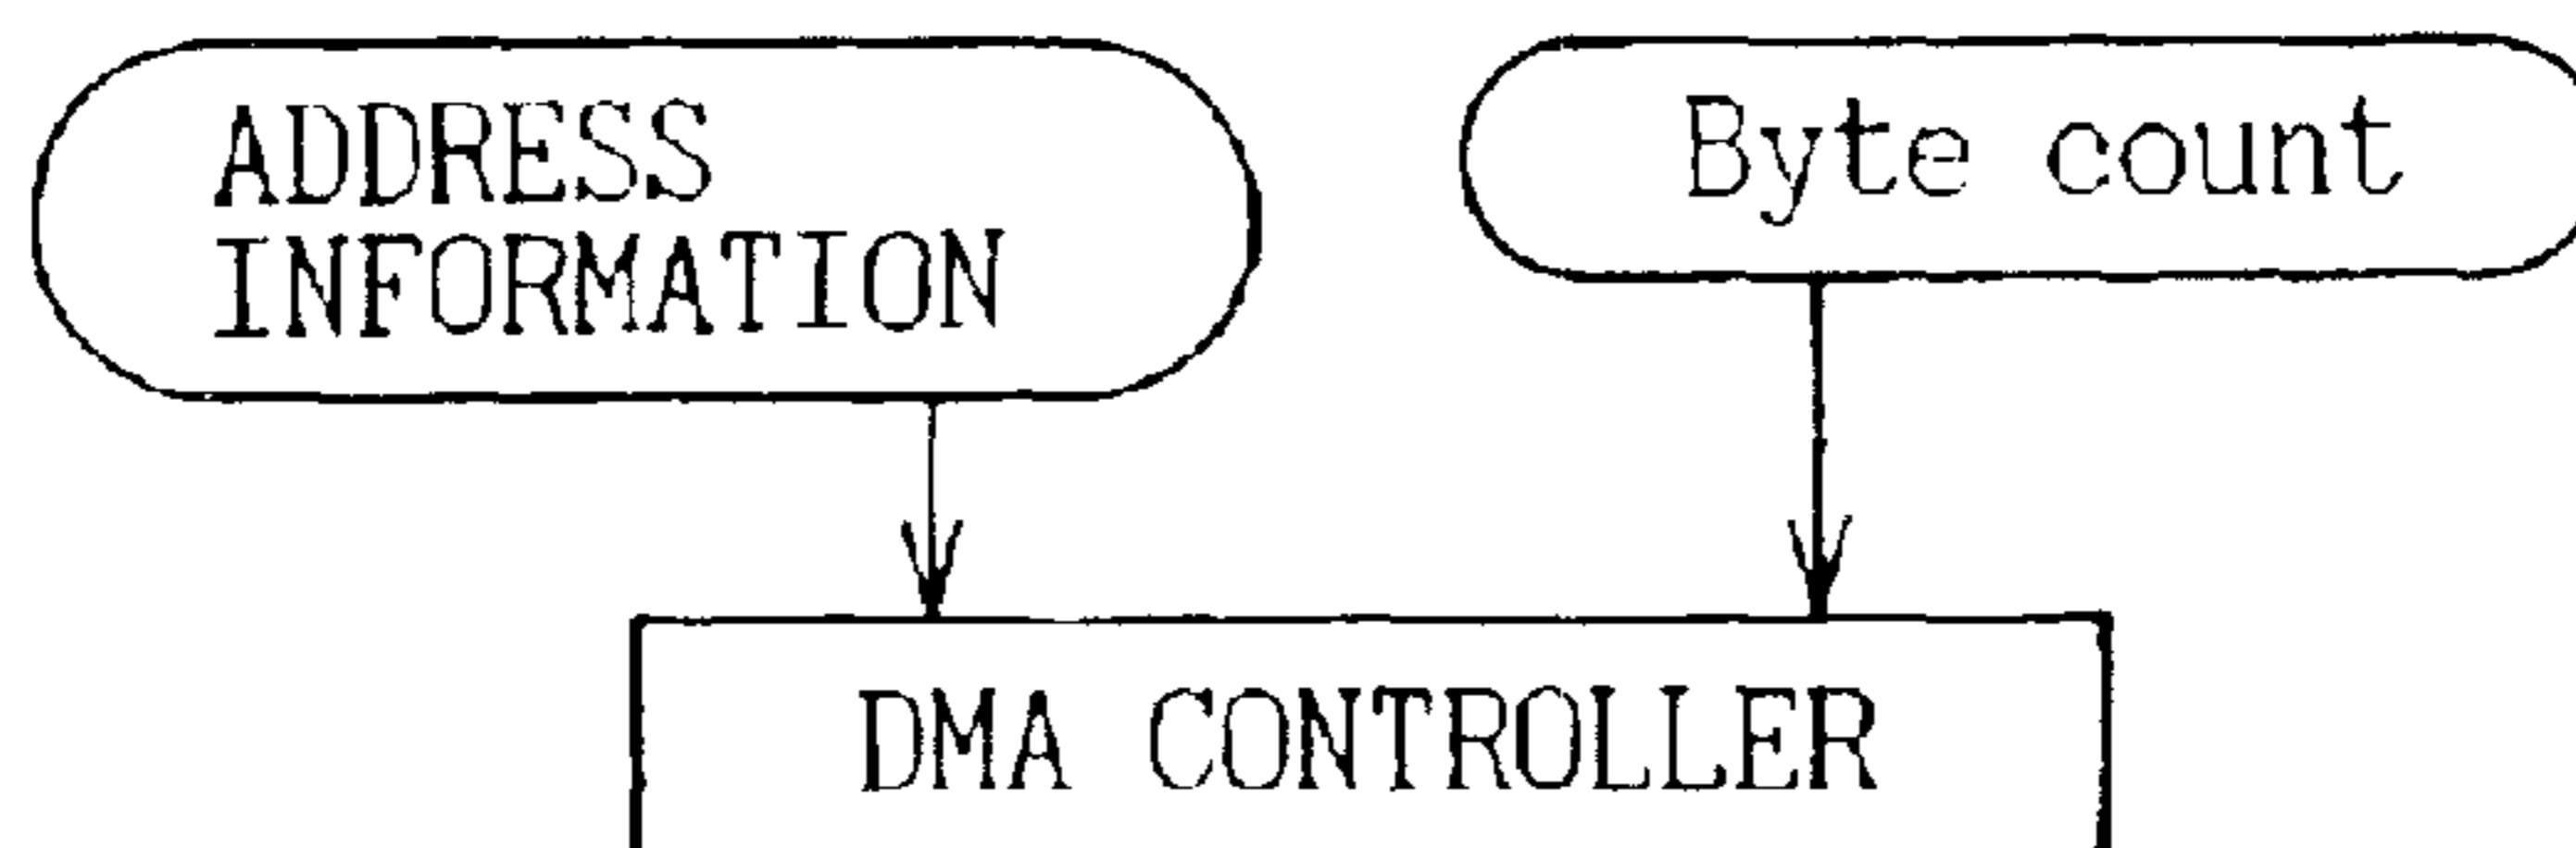 ADDRESS
INFORMATION
Byte count
DMA CONTROLLER